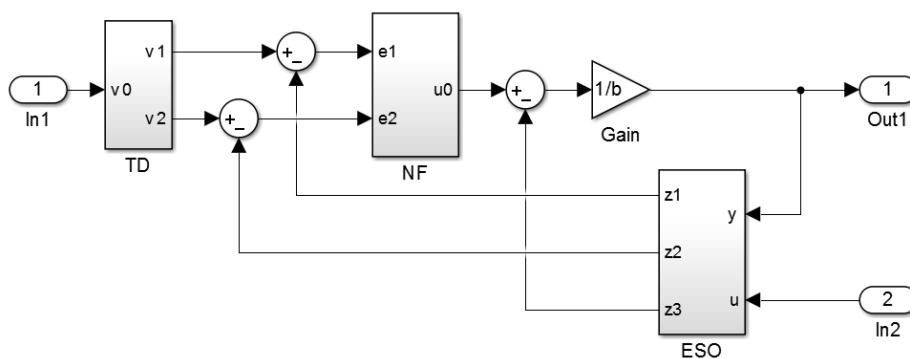 1
In1
v0
v1
v2
TD
+
−
+
−
e1
e2
u0
NF
+
−
1/b
Gain
1
Out1
z1
z2
z3
y
u
ESO
2
In2